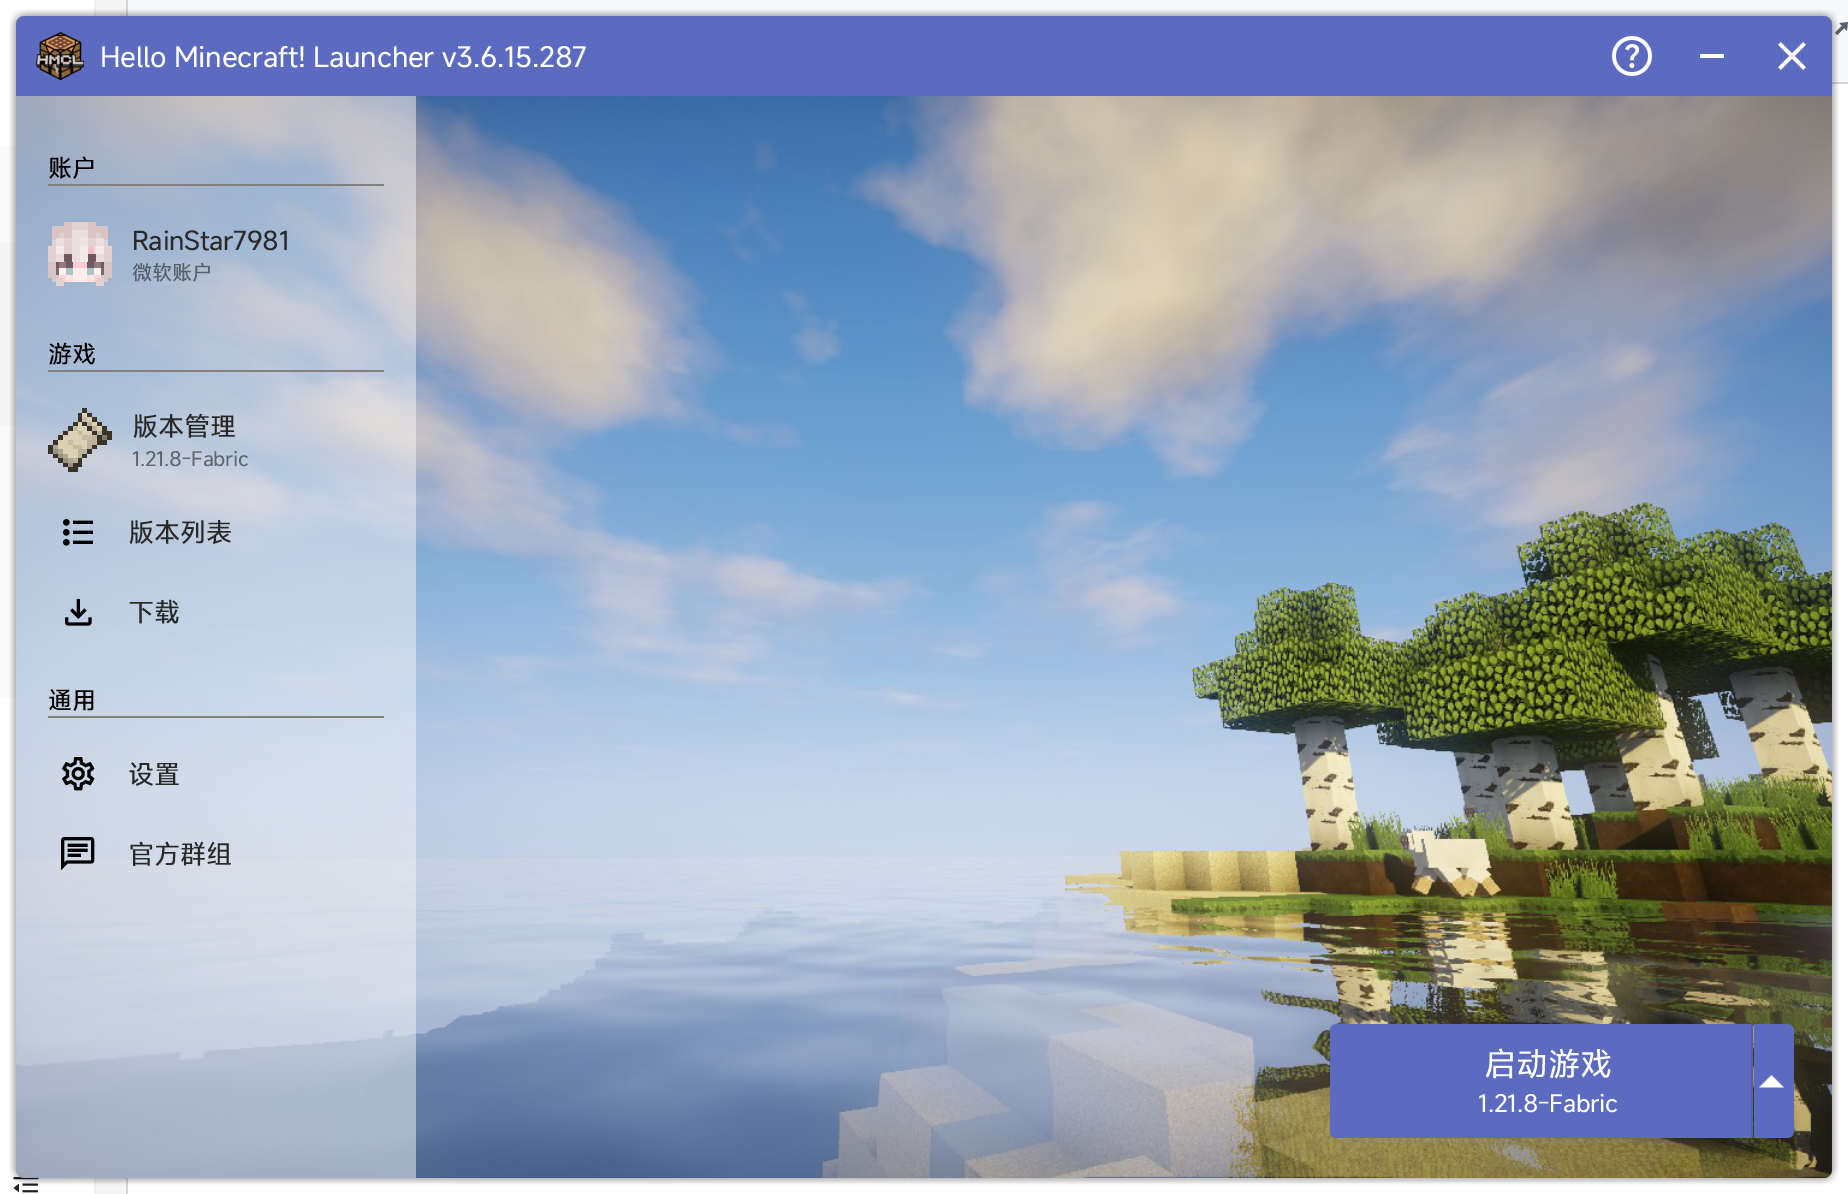 HMCL
Hello Minecraft! Launcher v3.6.15.287
账户
RainStar7981
微软账户
游戏
版本管理
1.21.8-Fabric
版本列表
下载
通用
设置
官方群组
启动游戏
1.21.8-Fabric